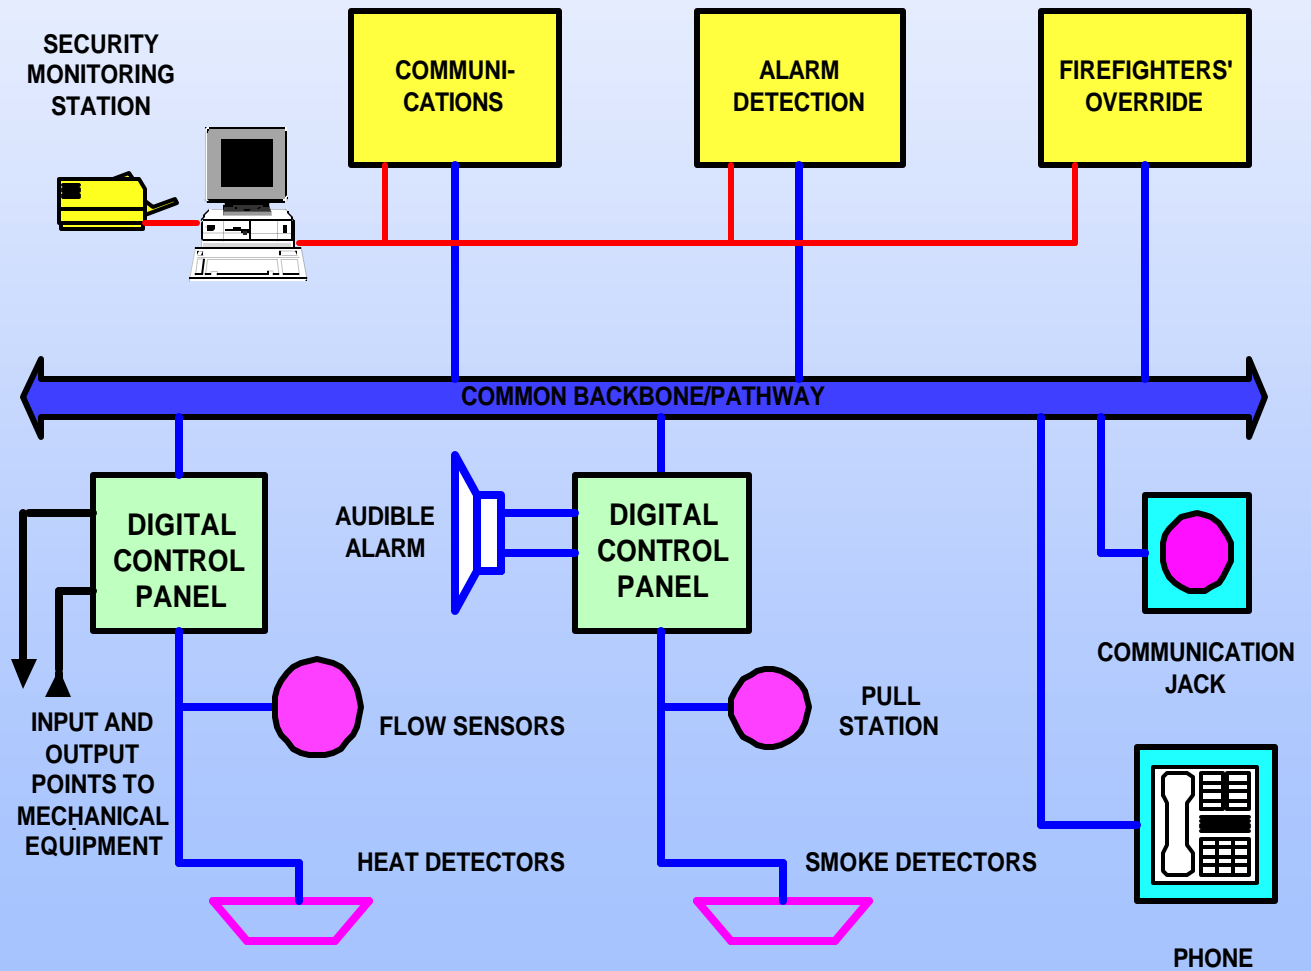 SECURITY
MONITORING
STATION
COMMUNI-
CATIONS
ALARM
DETECTION
FIREFIGHTERS'
OVERRIDE
COMMON BACKBONE/PATHWAY
DIGITAL
CONTROL
PANEL
AUDIBLE
ALARM
DIGITAL
CONTROL
PANEL
COMMUNICATION
JACK
INPUT AND
OUTPUT
POINTS TO
MECHANICAL
EQUIPMENT
FLOW SENSORS
PULL
STATION
HEAT DETECTORS
SMOKE DETECTORS
PHONE